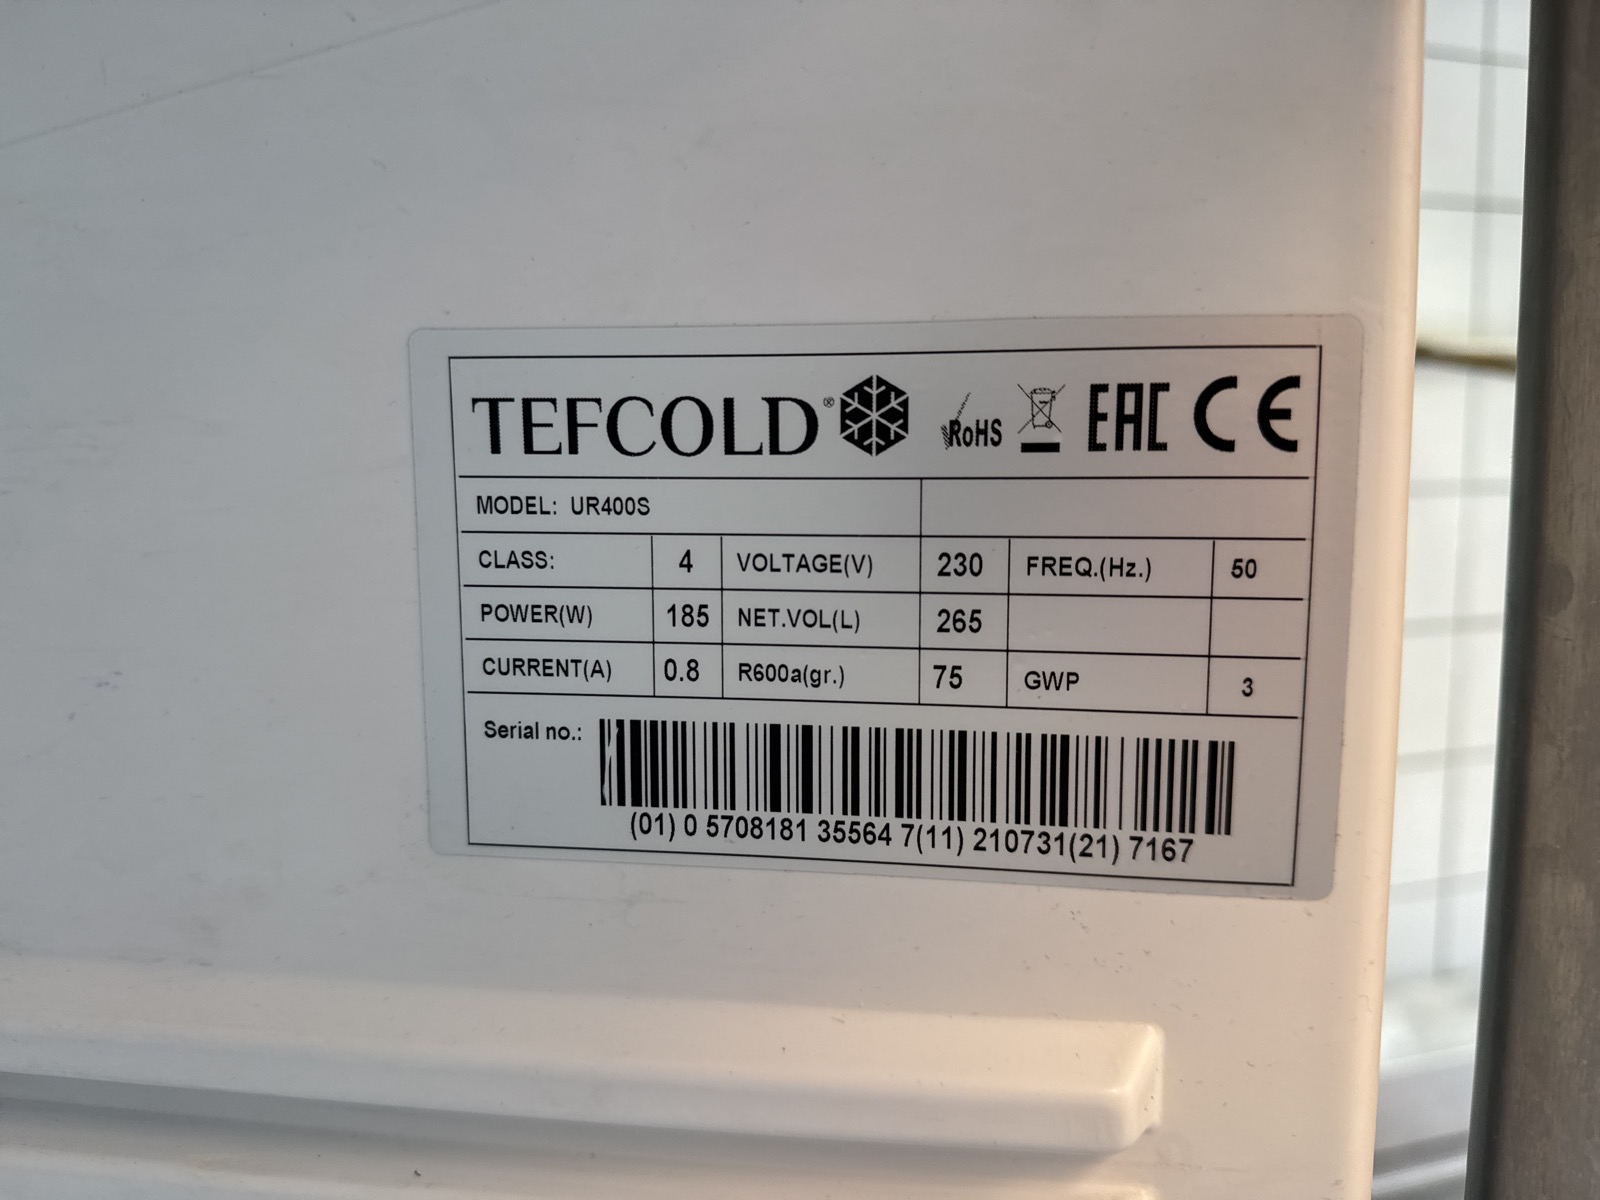 TEFCOLD® RoHS EAC CE
MODEL: UR400S
CLASS: 4 VOLTAGE(V) 230 FREQ.(Hz.) 50
POWER(W) 185 NET.VOL(L) 265
CURRENT(A) 0.8 R600a(gr.) 75 GWP 3
Serial no.:
(01) 0 5708181 35564 7(11) 210731(21) 7167